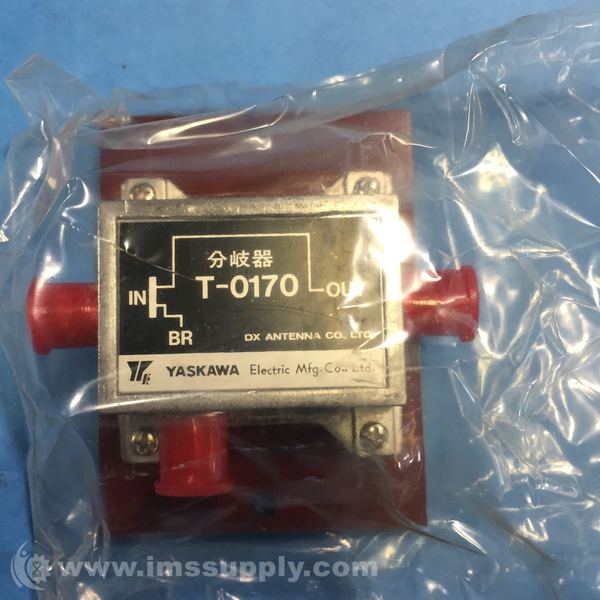 分岐器
IN T-0170 OUT
BR
DX ANTENNA CO., LTD.
YE YASKAWA Electric Mfg. Co., Ltd.
www.imssupply.com